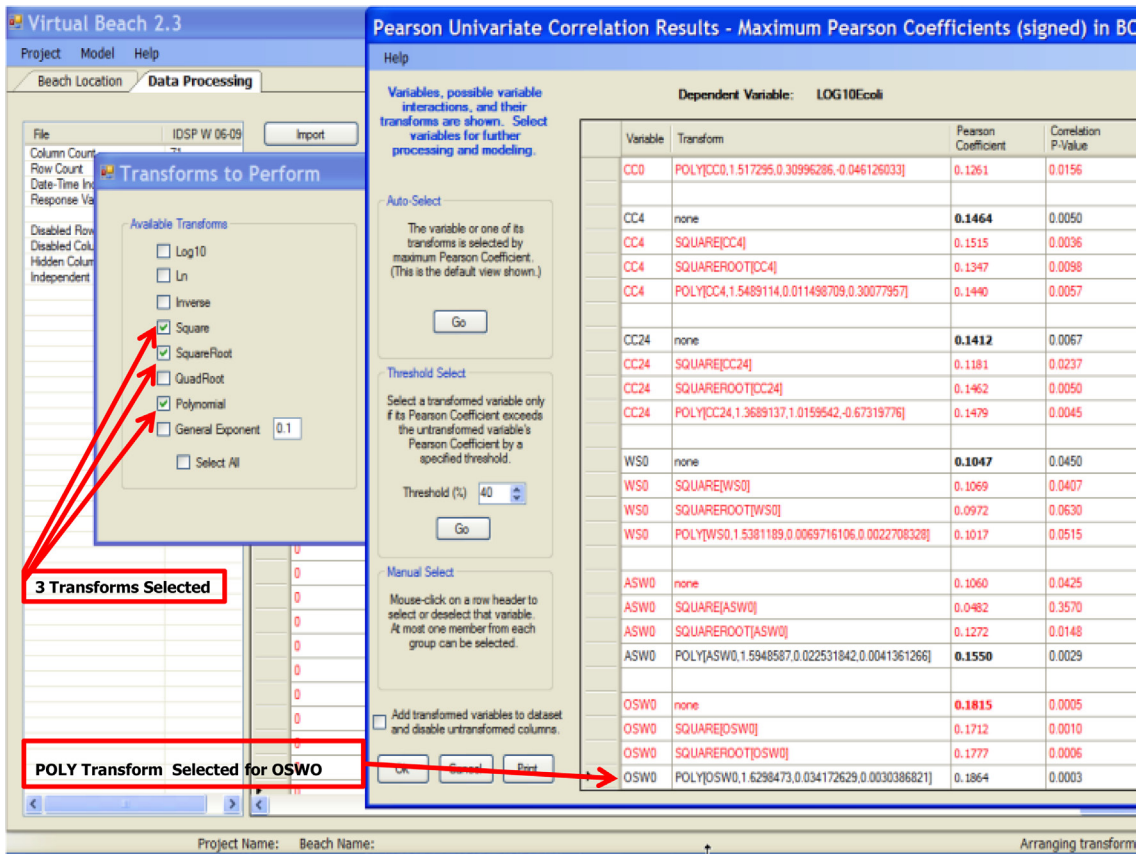 Virtual Beach 2.3
Project Model Help
Beach Location Data Processing
File IDSP W 06-09 Import
Column Count 71
Row Count
Date-Time
Response
Disabled Row
Disabled
Hidden
Independent
Transforms to Perform
Available Transforms
Log10
Ln
Inverse
Square
SquareRoot
QuadRoot
Polynomial
General Exponent 0.1
Select All
3 Transforms Selected
POLY Transform Selected for OSWO
0
0
0
0
0
0
0
0
0
Pearson Univariate Correlation Results - Maximum Pearson Coefficients (signed) in
Help
Variables, possible variable
interactions, and their
transforms are shown. Select
variables for further
processing and modeling.
Auto-Select
The variable or one of its
transforms is selected by
maximum Pearson Coefficient.
(This is the default view shown.)
Go
Threshold Select
Select a transformed variable only
if its Pearson Coefficient exceeds
the untransformed variable's
Pearson Coefficient by a
specified threshold.
Threshold (%) 40
Go
Manual Select
Mouse-click on a row header to
select or deselect that variable.
At most one member from each
group can be selected.
Add transformed variables to dataset
and disable untransformed columns.
OK Cancel Print
Dependent Variable: LOG10Ecoli
Variable Transform Pearson Coefficient Correlation P-Value
CC0 POLY[CC0,1.517295,0.30996286,-0.046126033] 0.1261 0.0156
CC4 none 0.1464 0.0050
CC4 SQUARE[CC4] 0.1515 0.0036
CC4 SQUAREROOT[CC4] 0.1347 0.0098
CC4 POLY[CC4,1.5489114,0.011498709,0.30077957] 0.1440 0.0057
CC24 none 0.1412 0.0067
CC24 SQUARE[CC24] 0.1181 0.0237
CC24 SQUAREROOT[CC24] 0.1462 0.0050
CC24 POLY[CC24,1.3689137,1.0159542,-0.67319776] 0.1479 0.0045
WS0 none 0.1047 0.0450
WS0 SQUARE[WS0] 0.1069 0.0407
WS0 SQUAREROOT[WS0] 0.0972 0.0630
WS0 POLY[WS0,1.5381189,0.0069716106,0.0022708328] 0.1017 0.0515
ASW0 none 0.1060 0.0425
ASW0 SQUARE[ASW0] 0.0482 0.3570
ASW0 SQUAREROOT[ASW0] 0.1272 0.0148
ASW0 POLY[ASW0,1.5948587,0.022531842,0.0041361266] 0.1550 0.0029
OSW0 none 0.1815 0.0005
OSW0 SQUARE[OSW0] 0.1712 0.0010
OSW0 SQUAREROOT[OSW0] 0.1777 0.0006
OSW0 POLY[OSW0,1.6298473,0.034172629,0.0030386821] 0.1864 0.0003
Project Name: Beach Name: Arranging transform